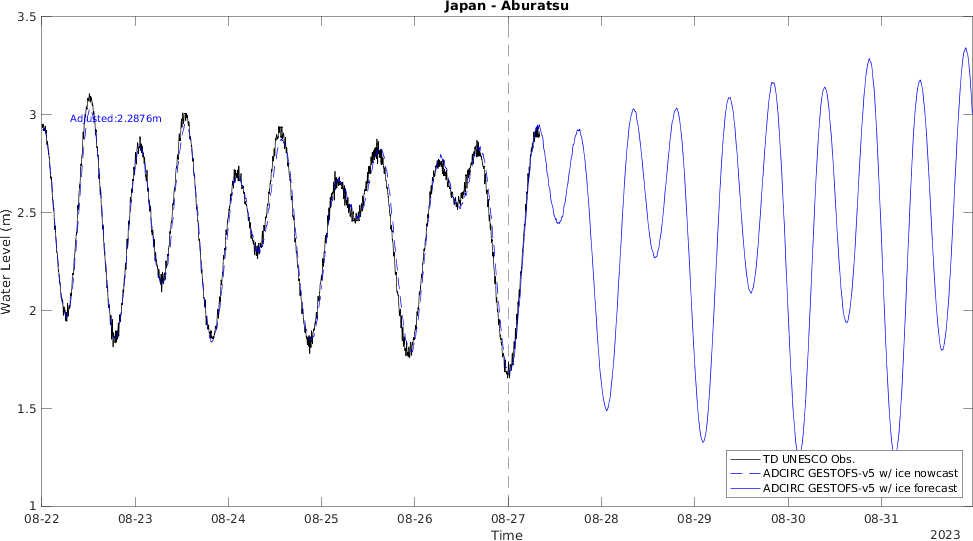 Japan - Aburatsu
3.5
3
2.5
2
1.5
1
Water Level (m)
Adjusted:2.2876m
TD UNESCO Obs.
ADCIRC GESTOFS-v5 w/ ice nowcast
ADCIRC GESTOFS-v5 w/ ice forecast
08-22 08-23 08-24 08-25 08-26 08-27 08-28 08-29 08-30 08-31
Time
2023